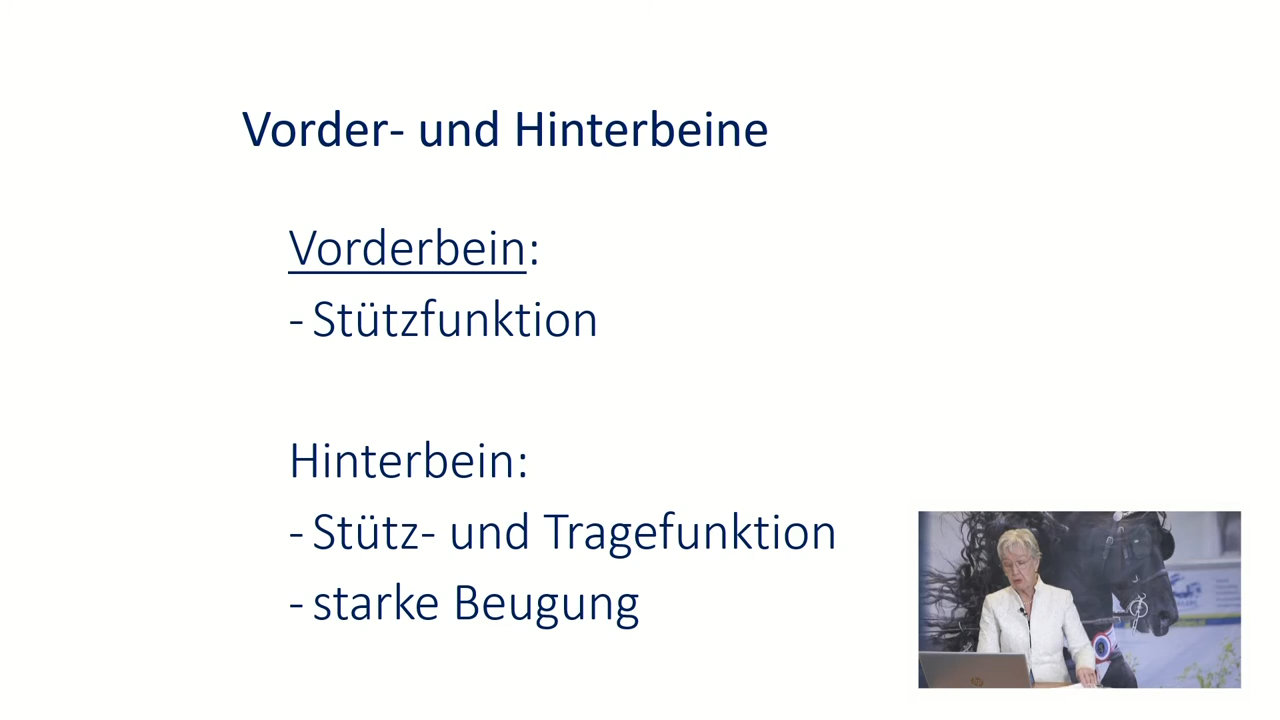 Vorder- und Hinterbeine
Vorderbein:
- Stützfunktion
Hinterbein:
- Stütz- und Tragefunktion
- starke Beugung